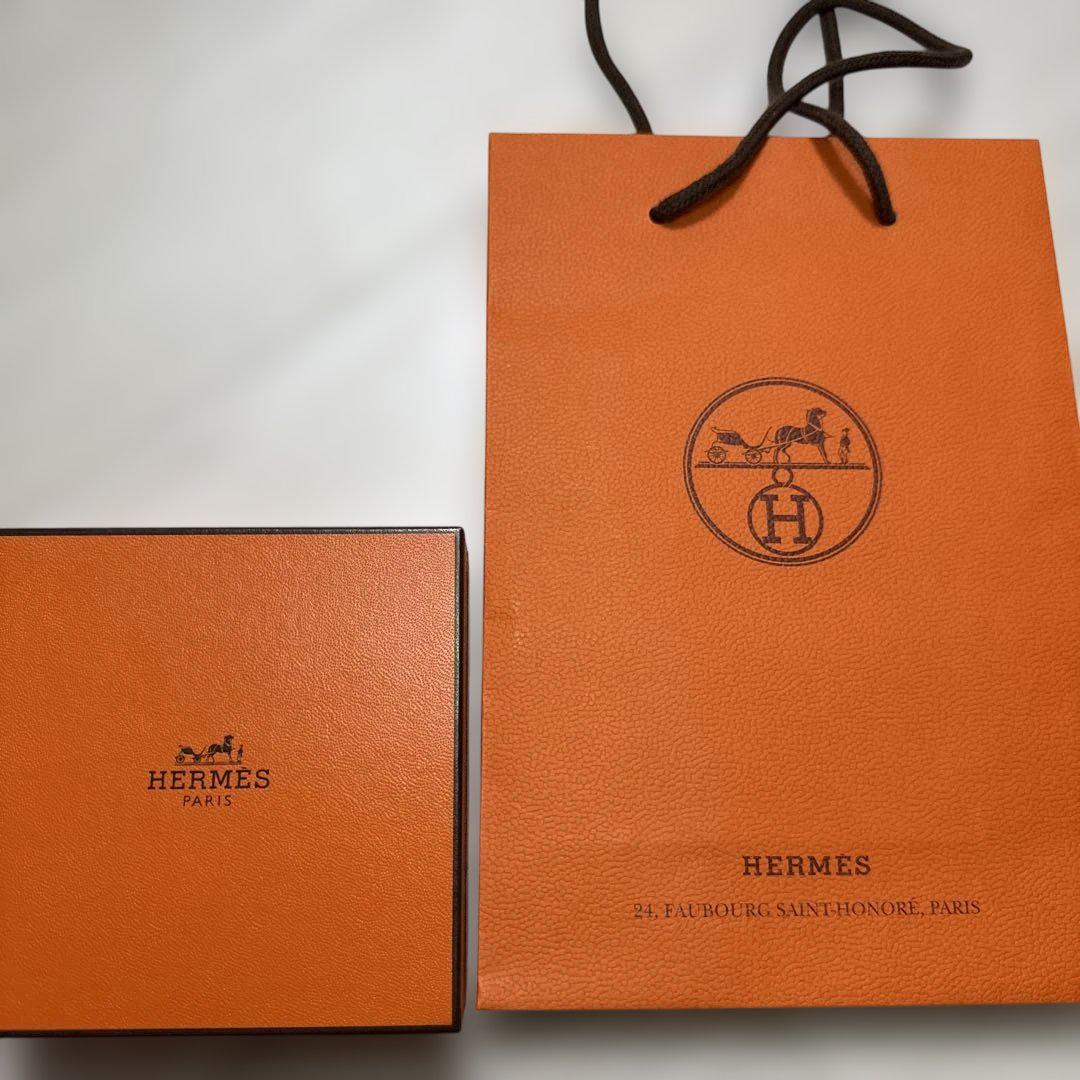 HERMÈS
PARIS
H
HERMÈS
24, FAUBOURG SAINT-HONORÉ, PARIS